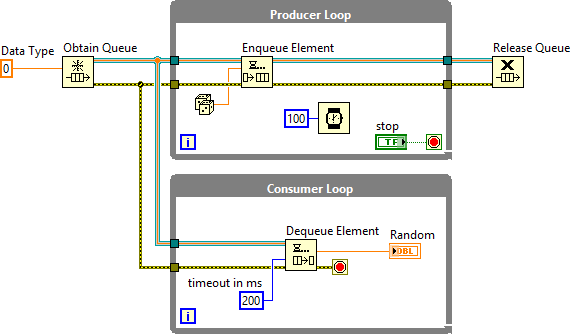 Producer Loop
Data Type
Obtain Queue
Enqueue Element
Release Queue
0
100
stop
TF
i
Consumer Loop
Dequeue Element
Random
DBL
timeout in ms
200
i